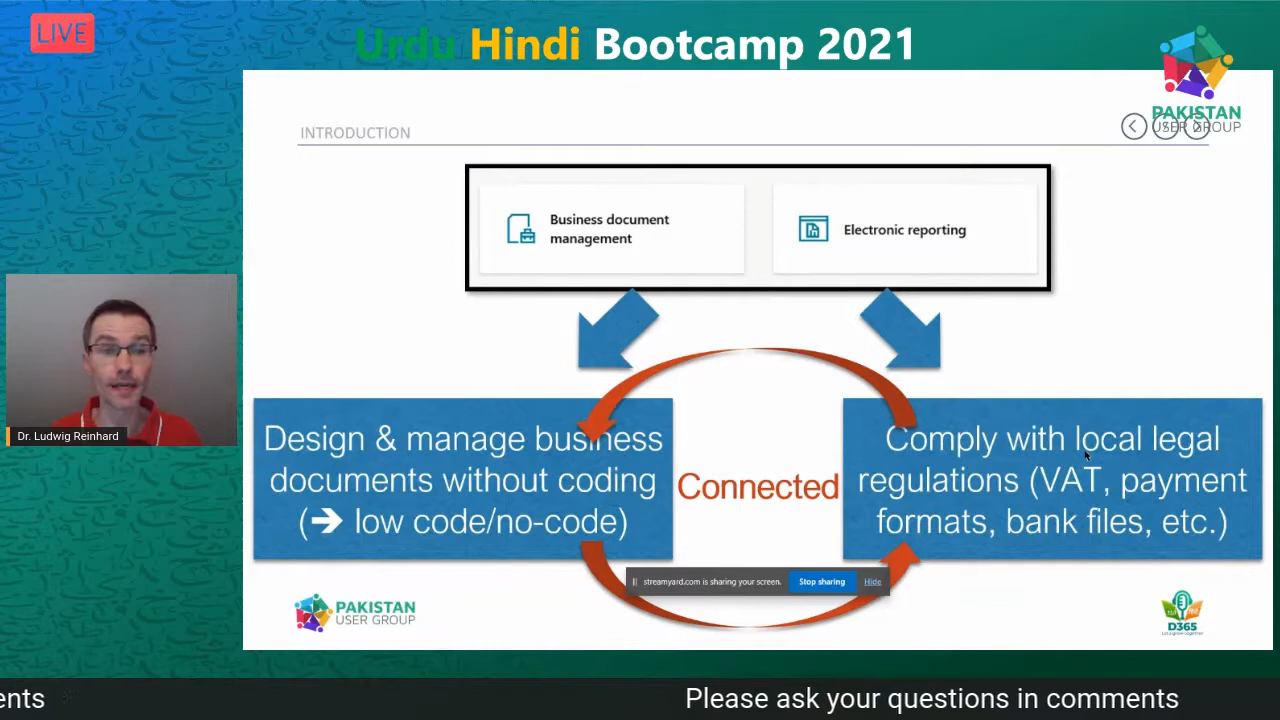 LIVE
Urdu Hindi Bootcamp 2021
PAKISTAN
USER GROUP
INTRODUCTION
Business document
management
Electronic reporting
Design & manage business
documents without coding
(➔ low code/no-code)
Connected
Comply with local legal
regulations (VAT, payment
formats, bank files, etc.)
Dr. Ludwig Reinhard
streamyard.com is sharing your screen.
Stop sharing
Hide
PAKISTAN
USER GROUP
D365
ents
Please ask your questions in comments